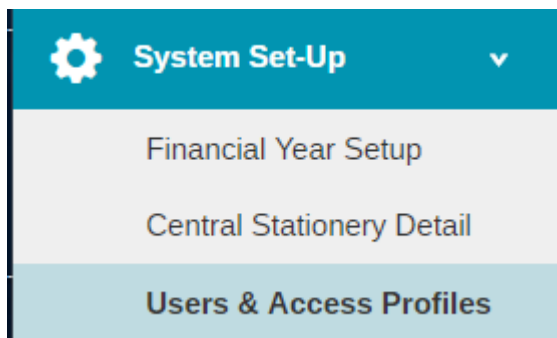 System Set-Up
Financial Year Setup
Central Stationery Detail
Users & Access Profiles